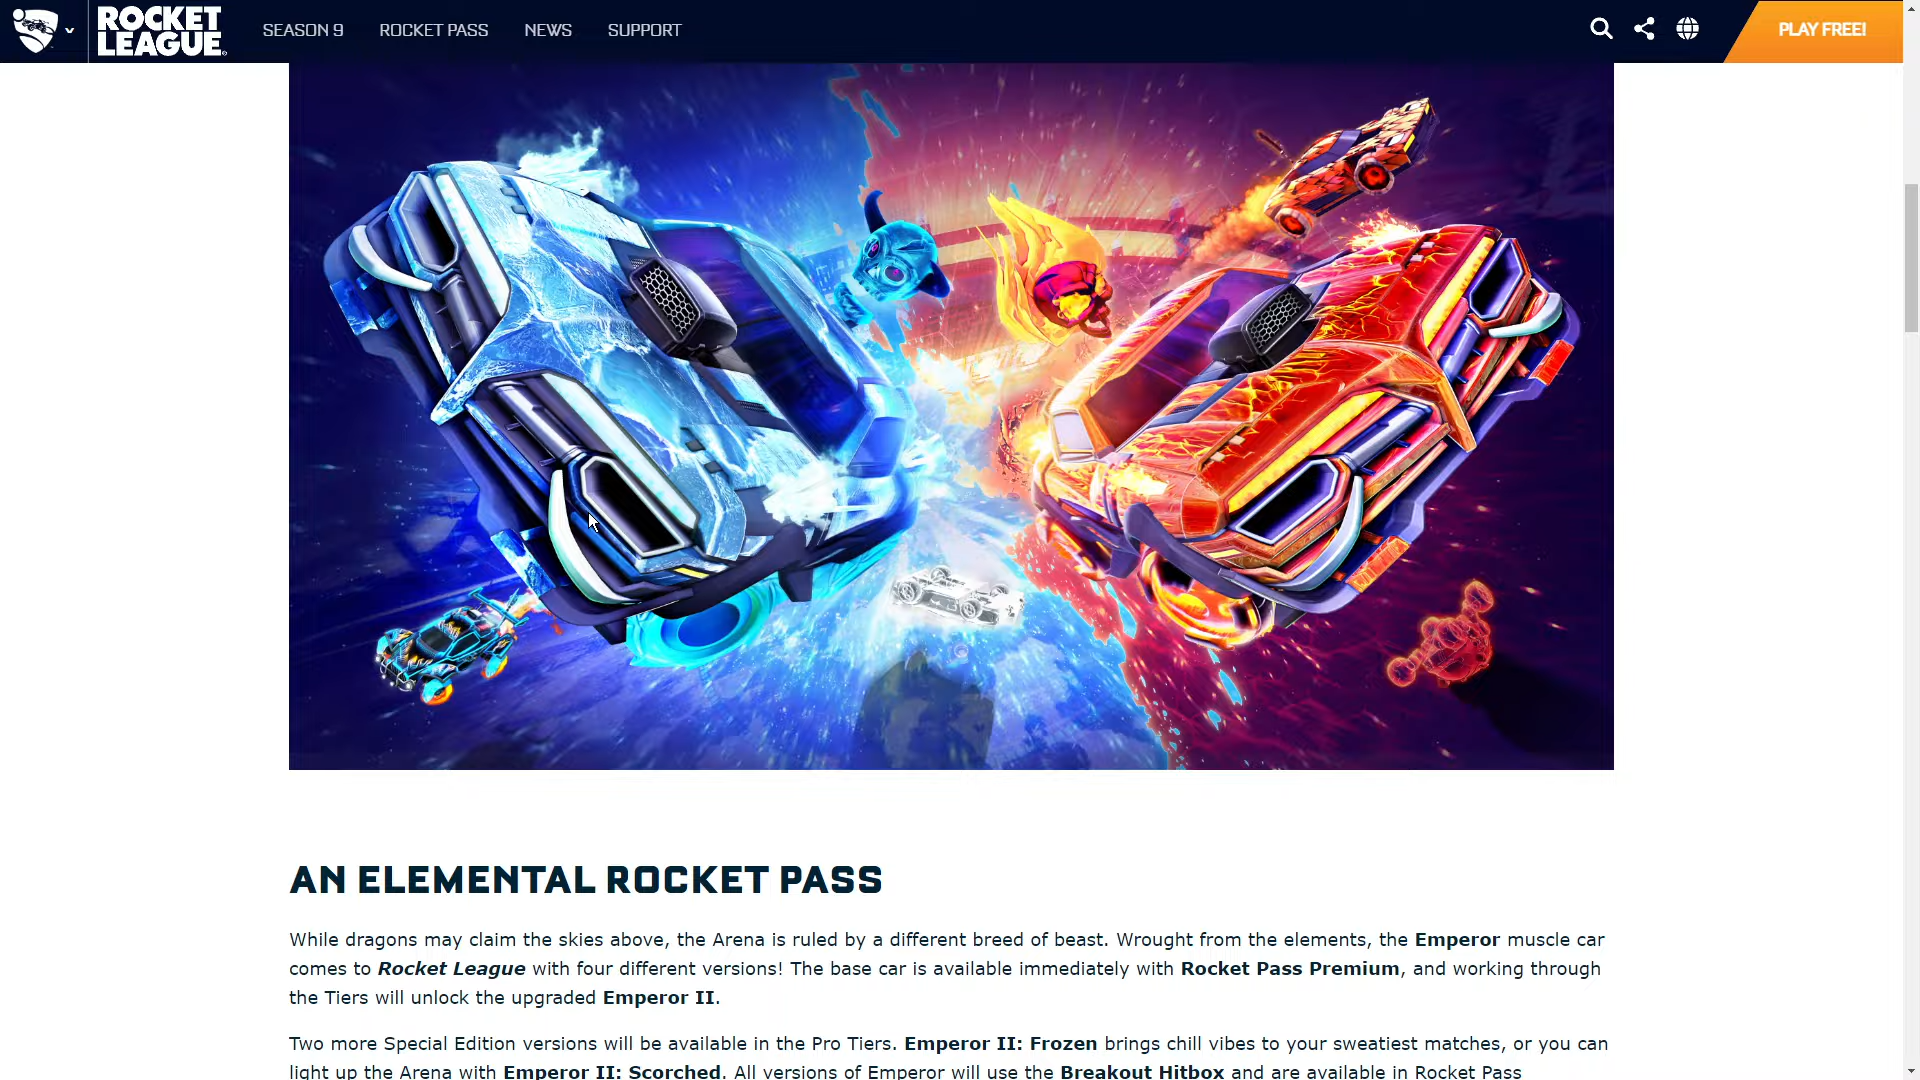 ROCKET
LEAGUE
SEASON 9
ROCKET PASS
NEWS
SUPPORT
PLAY FREE!
AN ELEMENTAL ROCKET PASS
While dragons may claim the skies above, the Arena is ruled by a different breed of beast. Wrought from the elements, the Emperor muscle car
comes to Rocket League with four different versions! The base car is available immediately with Rocket Pass Premium, and working through
the Tiers will unlock the upgraded Emperor II.
Two more Special Edition versions will be available in the Pro Tiers. Emperor II: Frozen brings chill vibes to your sweatiest matches, or you can
light up the Arena with Emperor II: Scorched. All versions of Emperor will use the Breakout Hitbox and are available in Rocket Pass